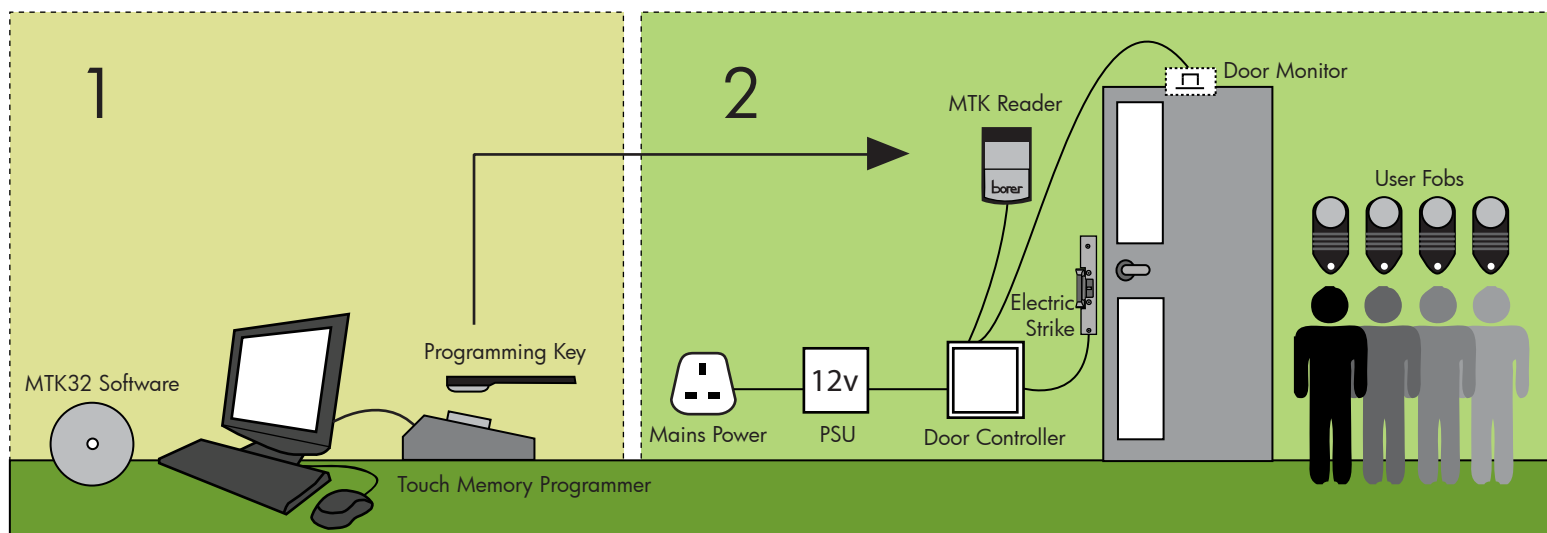 1
MTK32 Software
Programming Key
Touch Memory Programmer
2
MTK Reader
borer
Door Monitor
User Fobs
Electric
Strike
12v
Mains Power
PSU
Door Controller